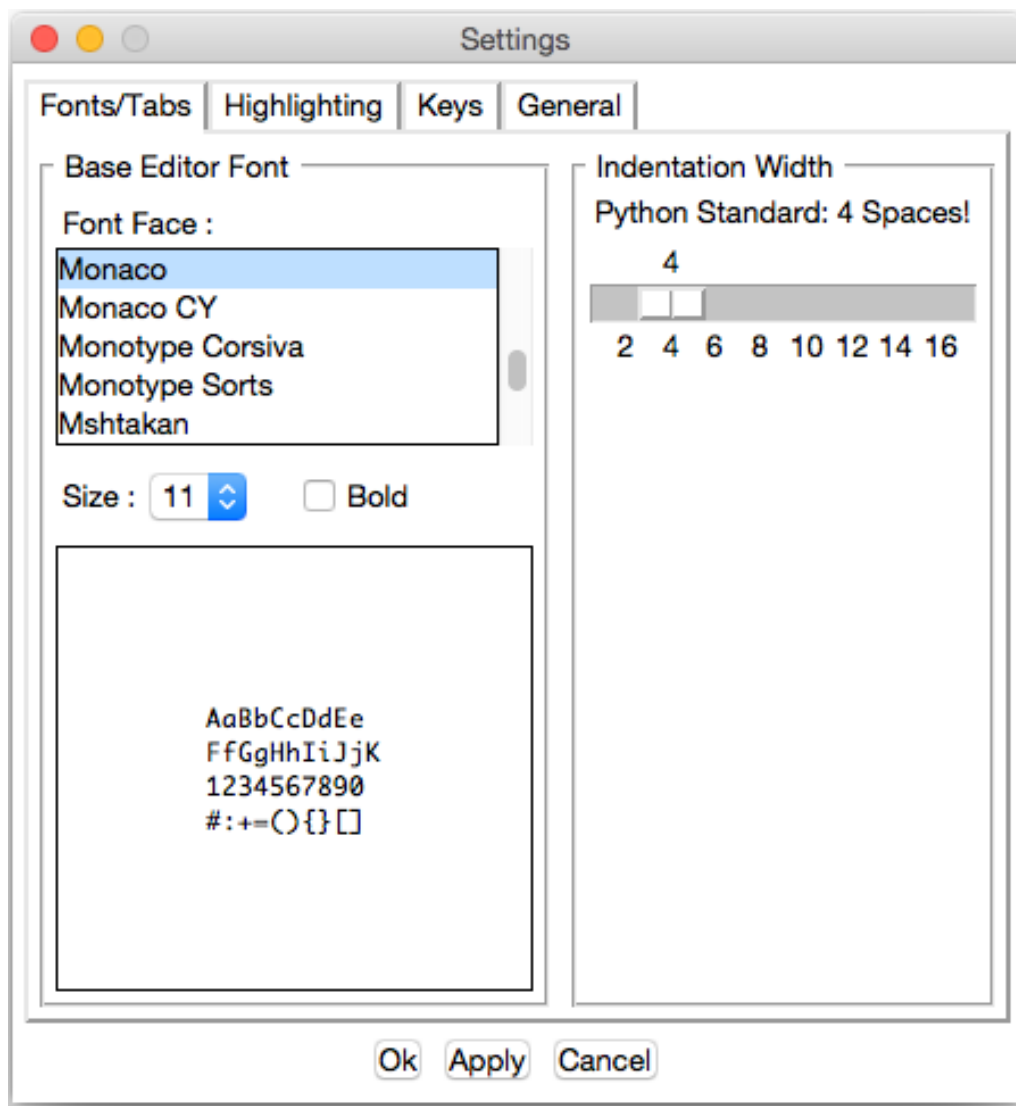 Settings
Fonts/Tabs Highlighting Keys General
Base Editor Font
Font Face :
Monaco
Monaco CY
Monotype Corsiva
Monotype Sorts
Mshtakan
Size : 11 Bold
AaBbCcDdEe
FfGgHhIiJjK
1234567890
#:+=(){}[]
Indentation Width
Python Standard: 4 Spaces!
4
2 4 6 8 10 12 14 16
Ok Apply Cancel